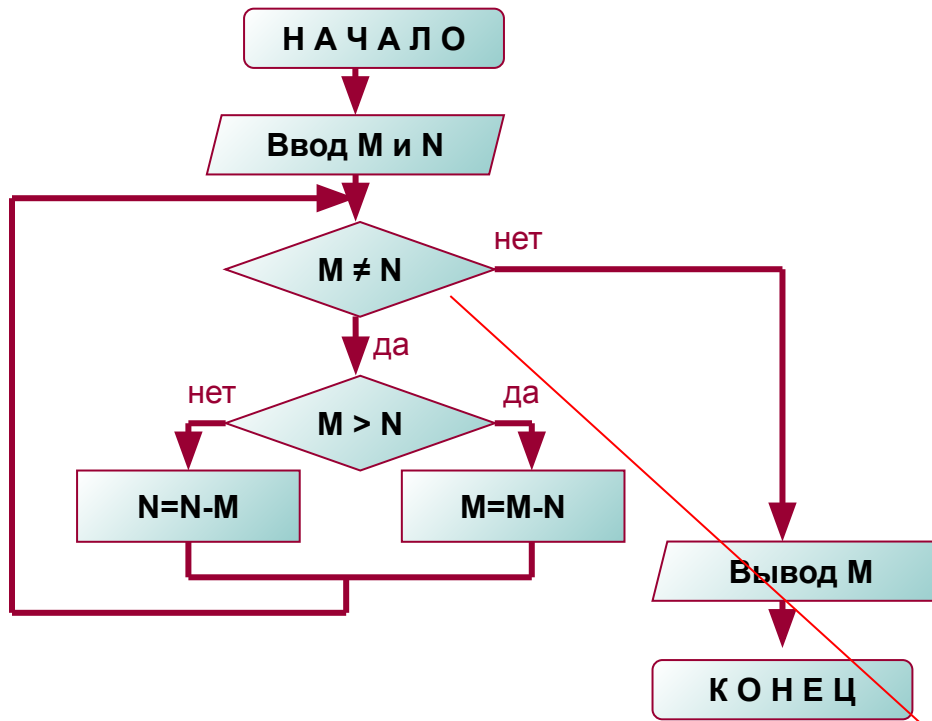 Н А Ч А Л О
Ввод M и N
M ≠ N
нет
да
M > N
нет
да
N=N-M
M=M-N
Вывод M
К О Н Е Ц